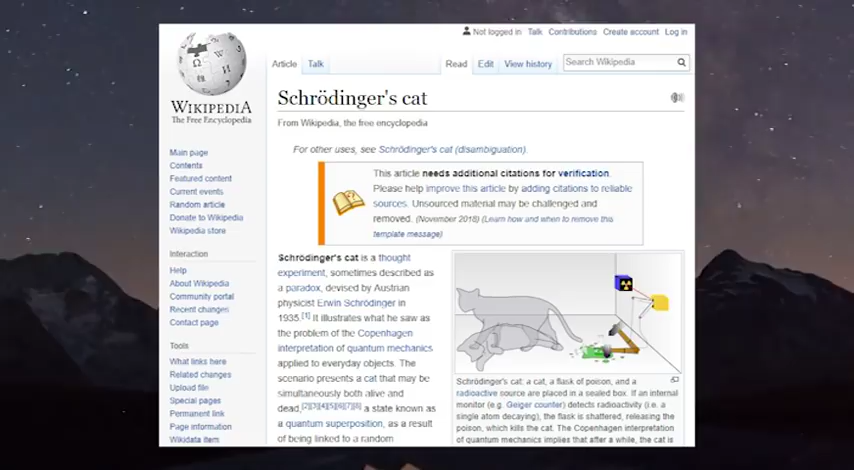 Not logged in Talk Contributions Create account Log in
Article Talk Read Edit View history Search Wikipedia
WIKIPEDIA
The Free Encyclopedia
Schrödinger's cat
From Wikipedia, the free encyclopedia
For other uses, see Schrödinger's cat (disambiguation).
This article needs additional citations for verification.
Please help improve this article by adding citations to reliable
sources. Unsourced material may be challenged and
removed. (November 2018) (Learn how and when to remove this
template message)
Main page
Contents
Featured content
Current events
Random article
Donate to Wikipedia
Wikipedia store
Interaction
Help
About Wikipedia
Community portal
Recent changes
Contact page
Tools
What links here
Related changes
Upload file
Special pages
Permanent link
Page information
Wikidata item
Schrödinger's cat is a thought
experiment, sometimes described as
a paradox, devised by Austrian
physicist Erwin Schrödinger in
1935.[1] It illustrates what he saw as
the problem of the Copenhagen
interpretation of quantum mechanics
applied to everyday objects. The
scenario presents a cat that may be
simultaneously both alive and
dead,[2][3][4][5][6][7][8] a state known as
a quantum superposition, as a result
of being linked to a random
Schrödinger's cat: a cat, a flask of poison, and a
radioactive source are placed in a sealed box. If an internal
monitor (e.g. Geiger counter) detects radioactivity (i.e. a
single atom decaying), the flask is shattered, releasing the
poison, which kills the cat. The Copenhagen interpretation
of quantum mechanics implies that after a while, the cat is